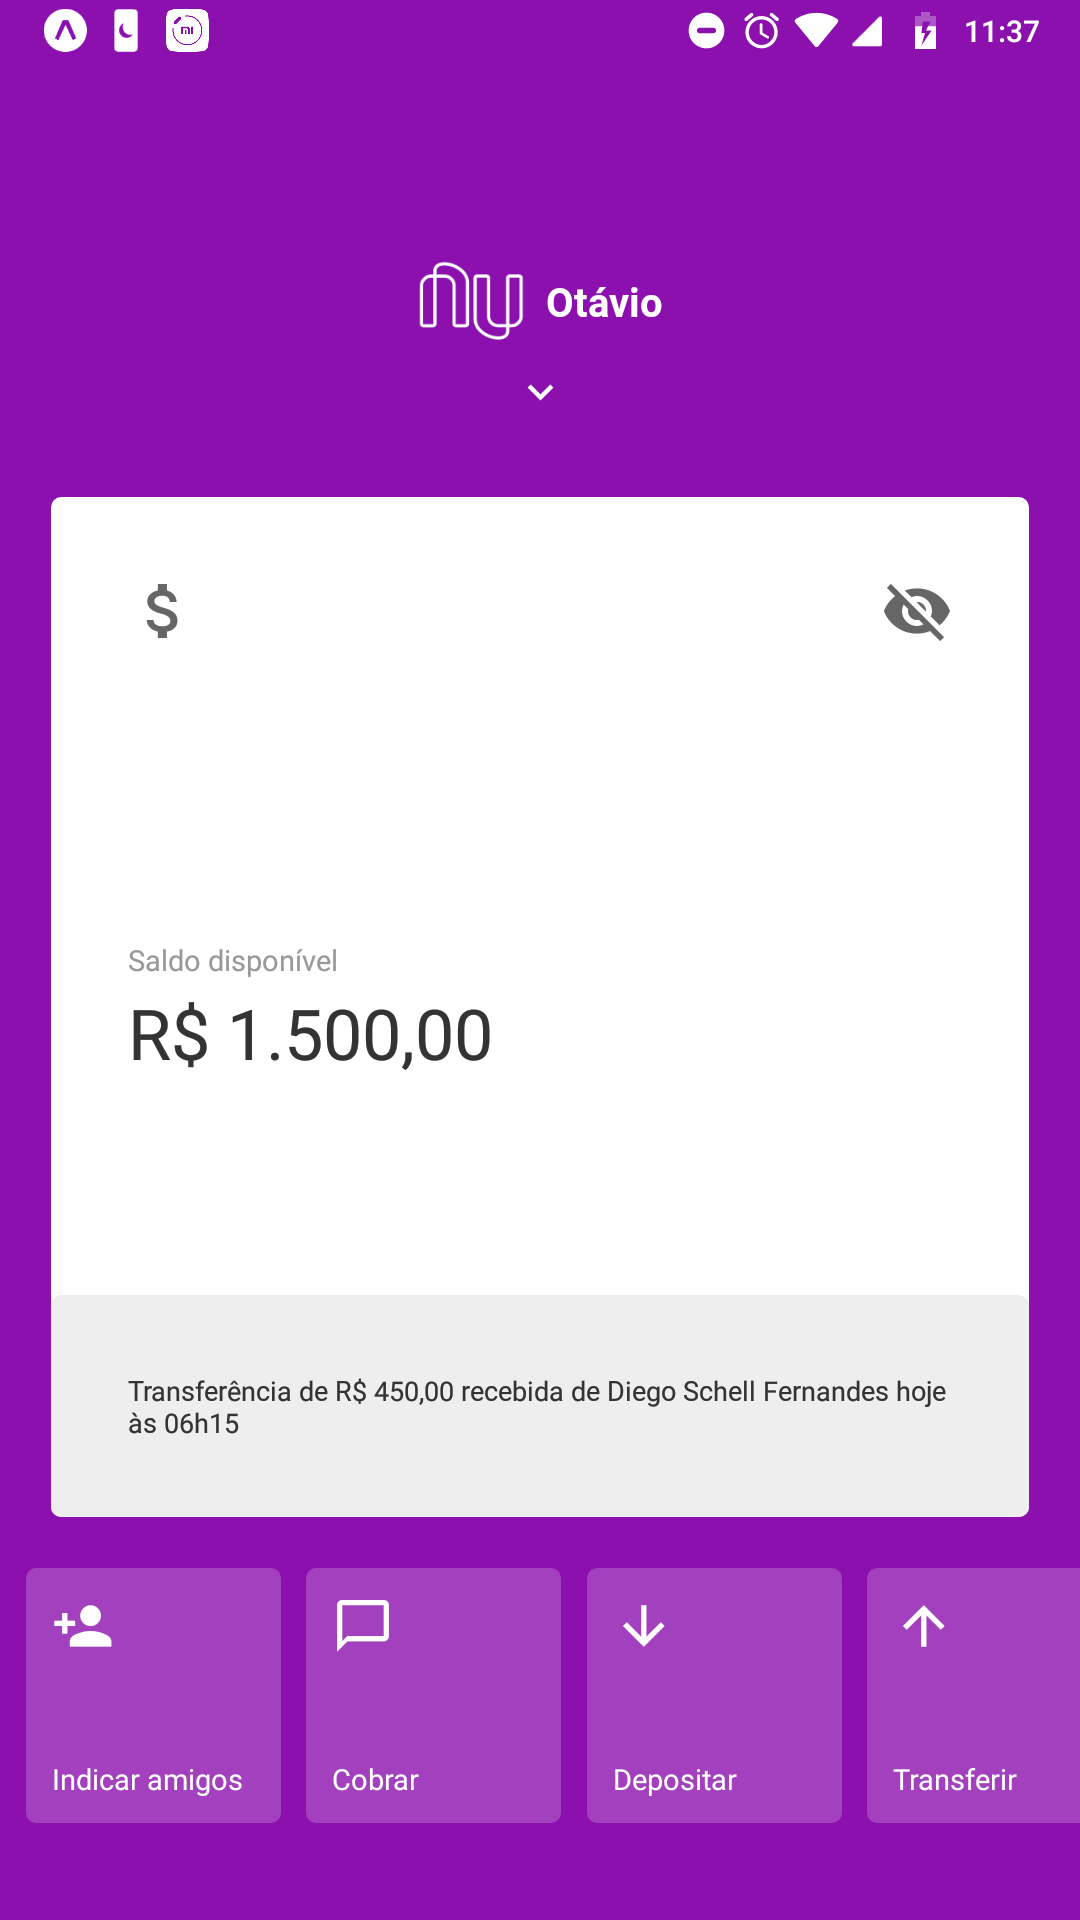 11:37
nu Otávio
$
Saldo disponível
R$ 1.500,00
Transferência de R$ 450,00 recebida de Diego Schell Fernandes hoje
às 06h15
Indicar amigos Cobrar Depositar Transferir